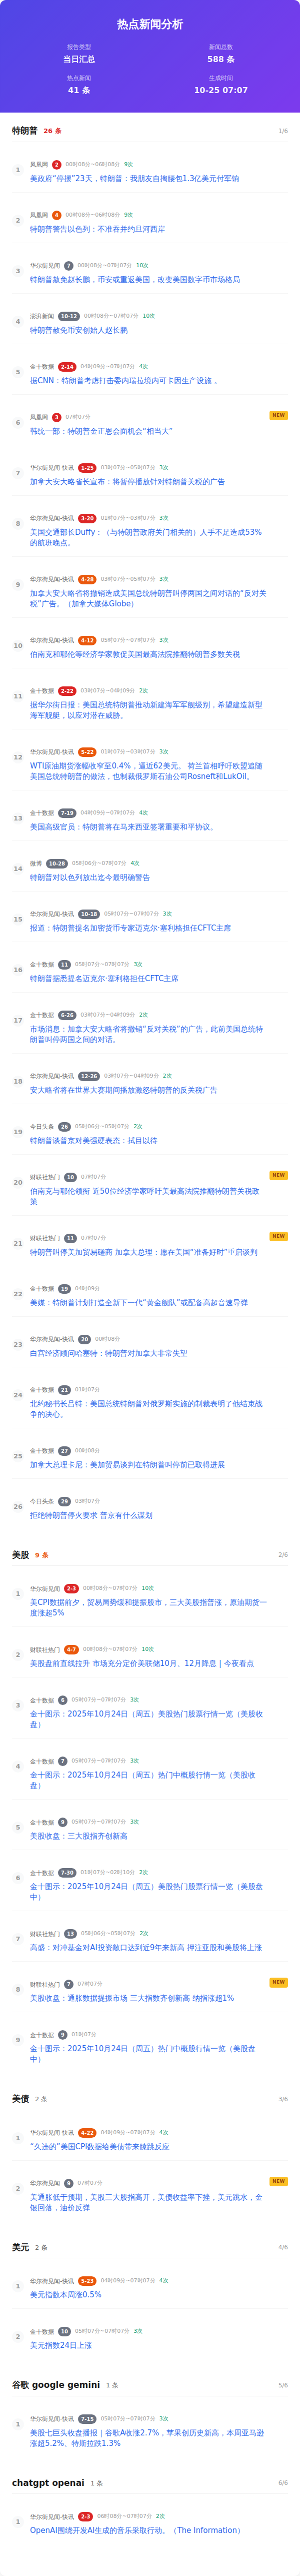 热点新闻分析
报告类型
新闻总数
当日汇总
588 条
热点新闻
生成时间
41 条
10-25 07:07
特朗普 26 条 1/6
1
凤凰网 2 00时08分~06时08分 9次
美政府“停摆”23天，特朗普：我朋友自掏腰包1.3亿美元付军饷
2
凤凰网 4 00时08分~06时08分 9次
特朗普警告以色列：不准吞并约旦河西岸
3
华尔街见闻 7 00时08分~07时07分 10次
特朗普赦免赵长鹏，币安或重返美国，改变美国数字币市场格局
4
澎湃新闻 10-12 00时08分~07时07分 10次
特朗普赦免币安创始人赵长鹏
5
金十数据 2-14 04时09分~07时07分 4次
据CNN：特朗普考虑打击委内瑞拉境内可卡因生产设施 。
6
凤凰网 3 07时07分 NEW
韩统一部：特朗普金正恩会面机会“相当大”
7
华尔街见闻-快讯 1-25 03时07分~05时07分 3次
加拿大安大略省长宣布：将暂停播放针对特朗普关税的广告
8
华尔街见闻-快讯 3-20 01时07分~03时07分 3次
美国交通部长Duffy：（与特朗普政府关门相关的）人手不足造成53%
的航班晚点。
9
华尔街见闻-快讯 4-28 03时07分~05时07分 3次
加拿大安大略省将撤销造成美国总统特朗普叫停两国之间对话的“反对关
税”广告。（加拿大媒体Globe）
10
华尔街见闻-快讯 4-12 05时07分~07时07分 3次
伯南克和耶伦等经济学家敦促美国最高法院推翻特朗普多数关税
11
金十数据 2-22 03时07分~04时09分 2次
据华尔街日报：美国总统特朗普推动新建海军军舰级别，希望建造新型
海军舰艇，以应对潜在威胁。
12
华尔街见闻-快讯 5-22 01时07分~03时07分 3次
WTI原油期货涨幅收窄至0.4%，逼近62美元。 荷兰首相呼吁欧盟追随
美国总统特朗普的做法，也制裁俄罗斯石油公司Rosneft和LukOil。
13
金十数据 7-19 04时09分~07时07分 4次
美国高级官员：特朗普将在马来西亚签署重要和平协议。
14
微博 10-28 05时06分~07时07分 4次
特朗普对以色列放出迄今最明确警告
15
华尔街见闻-快讯 10-18 05时07分~07时07分 3次
报道：特朗普提名加密货币专家迈克尔·塞利格担任CFTC主席
16
金十数据 11 05时07分~07时07分 3次
特朗普据悉提名迈克尔·塞利格担任CFTC主席
17
金十数据 6-26 03时07分~04时09分 2次
市场消息：加拿大安大略省将撤销“反对关税”的广告，此前美国总统特
朗普叫停两国之间的对话。
18
华尔街见闻-快讯 12-26 03时07分~04时09分 2次
安大略省将在世界大赛期间播放激怒特朗普的反关税广告
19
今日头条 26 05时06分~05时07分 2次
特朗普谈普京对美强硬表态：拭目以待
20
财联社热门 10 07时07分 NEW
伯南克与耶伦领衔 近50位经济学家呼吁美最高法院推翻特朗普关税政
策
21
财联社热门 11 07时07分 NEW
特朗普叫停美加贸易磋商 加拿大总理：愿在美国“准备好时”重启谈判
22
金十数据 19 04时09分
美媒：特朗普计划打造全新下一代“黄金舰队”或配备高超音速导弹
23
华尔街见闻-快讯 20 00时08分
白宫经济顾问哈塞特：特朗普对加拿大非常失望
24
金十数据 21 01时07分
北约秘书长吕特：美国总统特朗普对俄罗斯实施的制裁表明了他结束战
争的决心。
25
金十数据 27 00时08分
加拿大总理卡尼：美加贸易谈判在特朗普叫停前已取得进展
26
今日头条 29 03时07分
拒绝特朗普停火要求 普京有什么谋划
美股 9 条 2/6
1
华尔街见闻 2-3 00时08分~07时07分 10次
美CPI数据前夕，贸易局势缓和提振股市，三大美股指普涨，原油期货一
度涨超5%
2
财联社热门 4-7 00时08分~07时07分 10次
美股盘前直线拉升 市场充分定价美联储10月、12月降息 | 今夜看点
3
金十数据 6 05时07分~07时07分 3次
金十图示：2025年10月24日（周五）美股热门股票行情一览（美股收
盘）
4
金十数据 7 05时07分~07时07分 3次
金十图示：2025年10月24日（周五）热门中概股行情一览（美股收
盘）
5
金十数据 9 05时07分~07时07分 3次
美股收盘：三大股指齐创新高
6
金十数据 7-30 01时07分~02时10分 2次
金十图示：2025年10月24日（周五）美股热门股票行情一览（美股盘
中）
7
财联社热门 13 05时06分~05时07分 2次
高盛：对冲基金对AI投资敞口达到近9年来新高 押注亚股和美股将上涨
8
财联社热门 7 07时07分 NEW
美股收盘：通胀数据提振市场 三大指数齐创新高 纳指涨超1%
9
金十数据 9 01时07分
金十图示：2025年10月24日（周五）热门中概股行情一览（美股盘
中）
美债 2 条 3/6
1
华尔街见闻-快讯 4-22 04时09分~07时07分 4次
“久违的”美国CPI数据给美债带来膝跳反应
2
华尔街见闻 9 07时07分 NEW
美通胀低于预期，美股三大股指高开，美债收益率下挫，美元跳水，金
银回落，油价反弹
美元 2 条 4/6
1
华尔街见闻-快讯 5-23 04时09分~07时07分 4次
美元指数本周涨0.5%
2
金十数据 10 05时07分~07时07分 3次
美元指数24日上涨
谷歌 google gemini 1 条 5/6
1
华尔街见闻-快讯 7-15 05时07分~07时07分 3次
美股七巨头收盘播报｜谷歌A收涨2.7%，苹果创历史新高，本周亚马逊
涨超5.2%、特斯拉跌1.3%
chatgpt openai 1 条 6/6
1
华尔街见闻-快讯 2-3 06时08分~07时07分 2次
OpenAI围绕开发AI生成的音乐采取行动。（The Information）